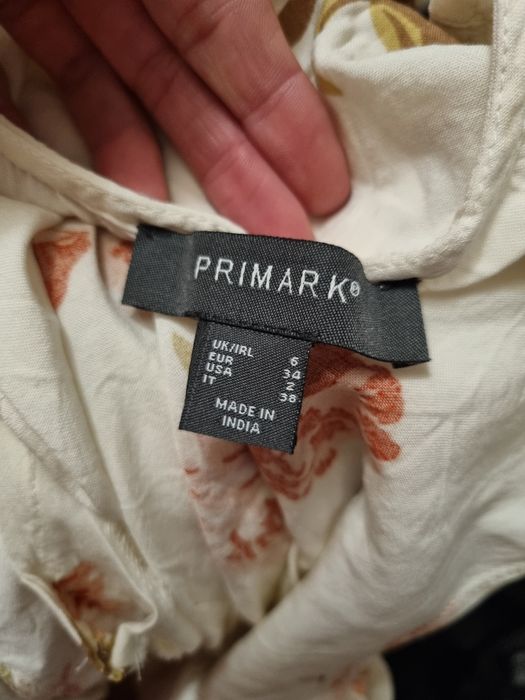 PRIMARK®
UK/IRL 6
EUR 34
USA 2
IT 38
MADE IN
INDIA